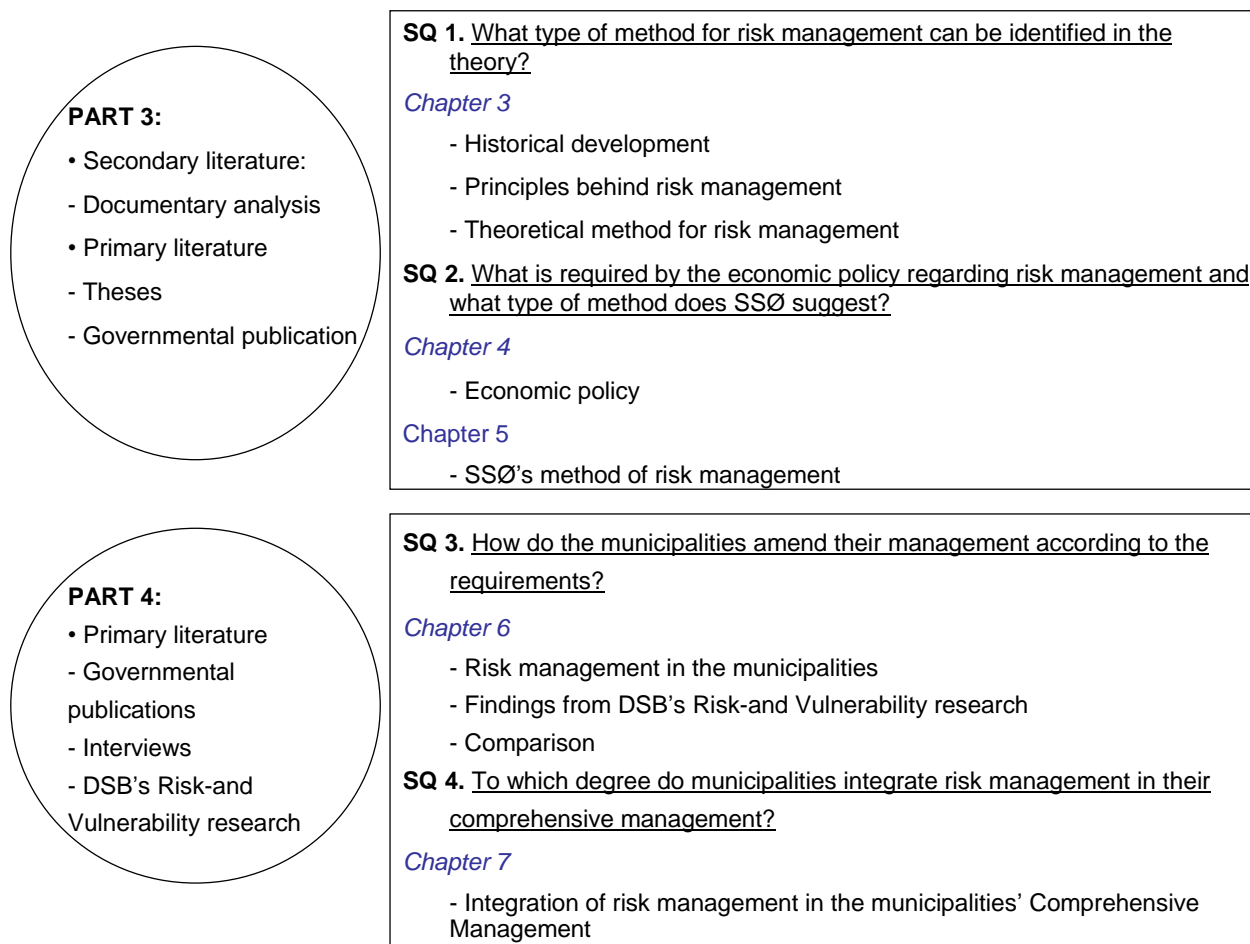 PART 3:
• Secondary literature:
- Documentary analysis
• Primary literature
- Theses
- Governmental publication
SQ 1. What type of method for risk management can be identified in the
theory?
Chapter 3
- Historical development
- Principles behind risk management
- Theoretical method for risk management
SQ 2. What is required by the economic policy regarding risk management and
what type of method does SSØ suggest?
Chapter 4
- Economic policy
Chapter 5
- SSØ’s method of risk management
PART 4:
• Primary literature
- Governmental
publications
- Interviews
- DSB’s Risk-and
Vulnerability research
SQ 3. How do the municipalities amend their management according to the
requirements?
Chapter 6
- Risk management in the municipalities
- Findings from DSB’s Risk-and Vulnerability research
- Comparison
SQ 4. To which degree do municipalities integrate risk management in their
comprehensive management?
Chapter 7
- Integration of risk management in the municipalities’ Comprehensive
Management